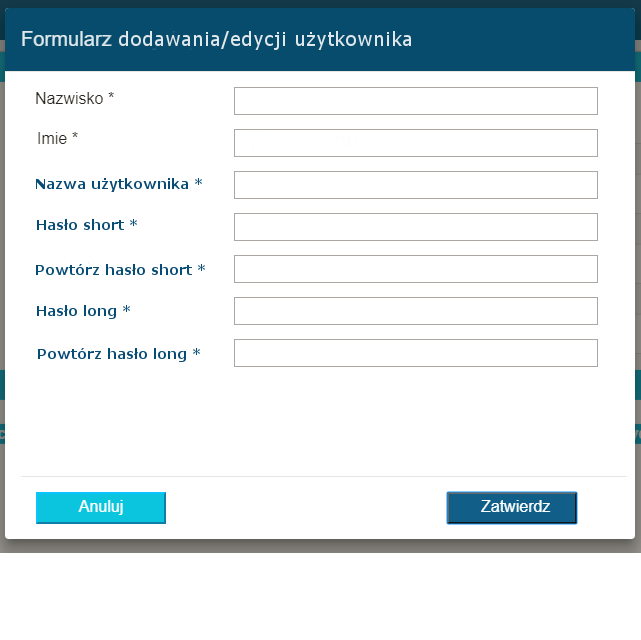 Formularz dodawania/edycji użytkownika
Nazwisko *
Imie *
Nazwa użytkownika *
Hasło short *
Powtórz hasło short *
Hasło long *
Powtórz hasło long *
Anuluj
Zatwierdz